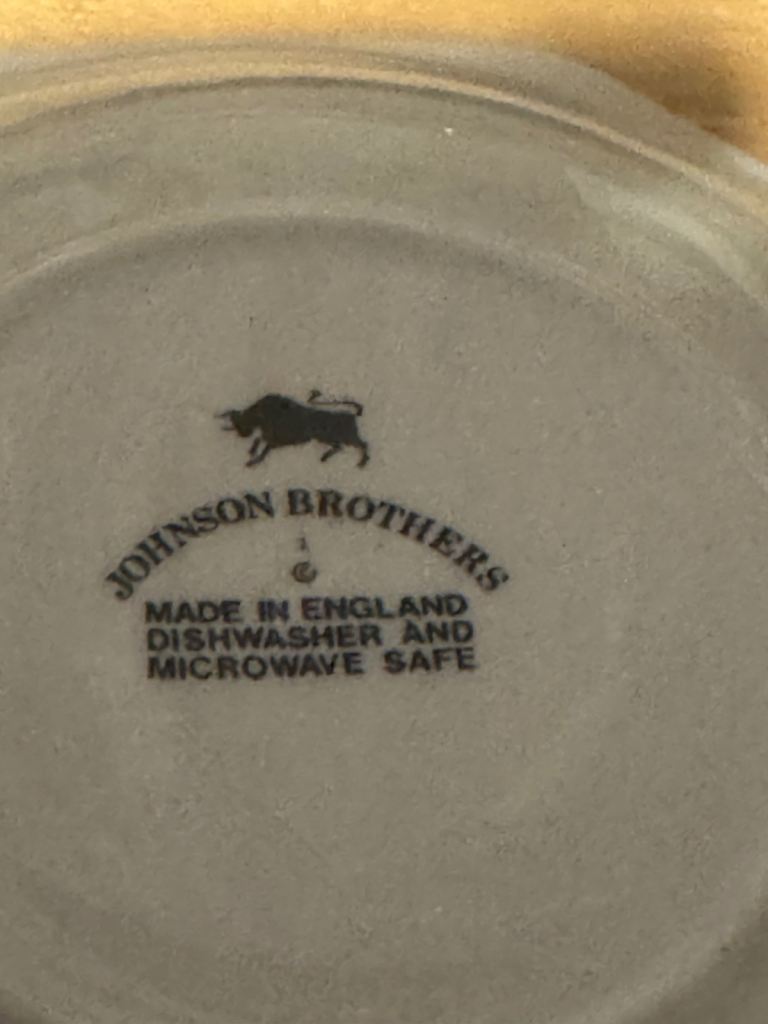 JOHNSON BROTHERS
MADE IN ENGLAND
DISHWASHER AND
MICROWAVE SAFE